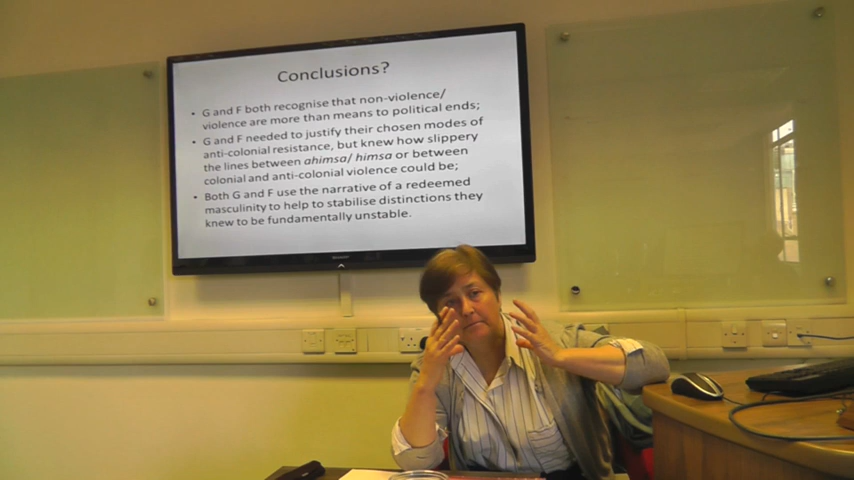 Conclusions?
• G and F both recognise that non-violence/
violence are more than means to political ends;
• G and F needed to justify their chosen modes of
anti-colonial resistance, but knew how slippery
the lines between ahimsa/ himsa or between
colonial and anti-colonial violence could be;
• Both G and F use the narrative of a redeemed
masculinity to help to stabilise distinctions they
knew to be fundamentally unstable.